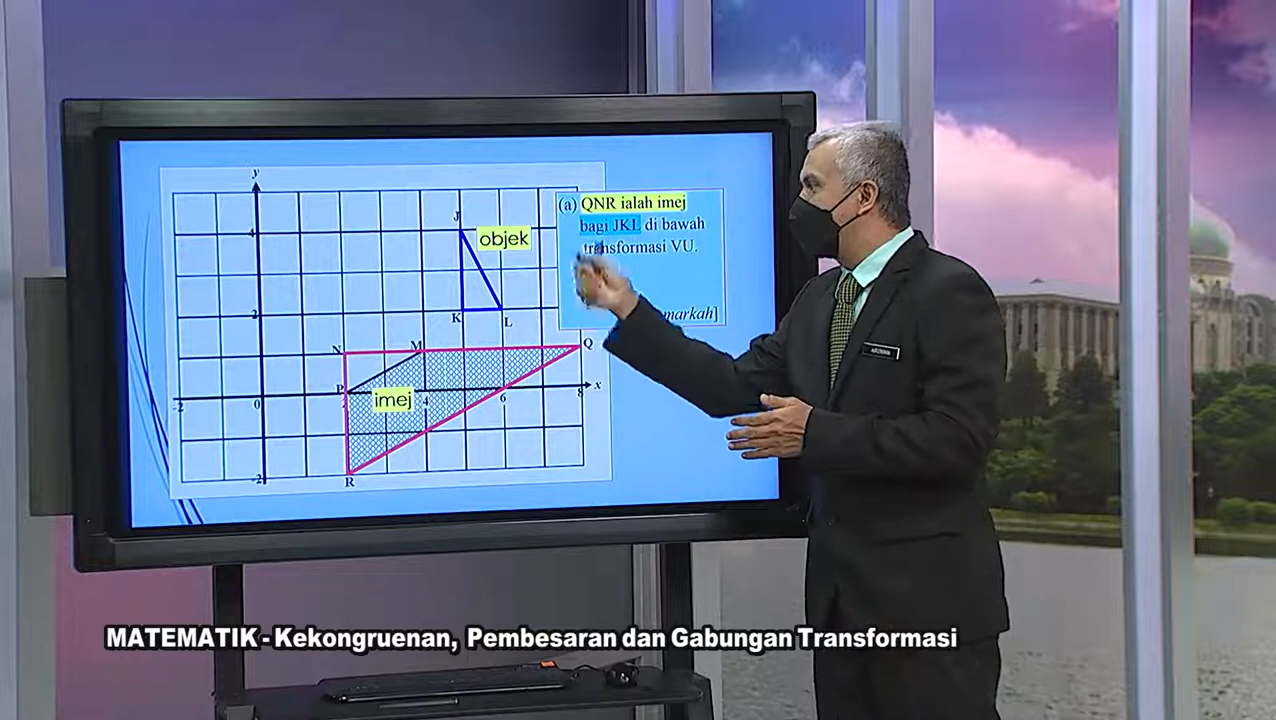 y
J
4
objek
(a) QNR ialah imej
bagi JKL di bawah
transformasi VU.
markah]
2
K
L
N
M
Q
P
imej
x
-2
0
4
6
8
-2
R
MATEMATIK - Kekongruenan, Pembesaran dan Gabungan Transformasi